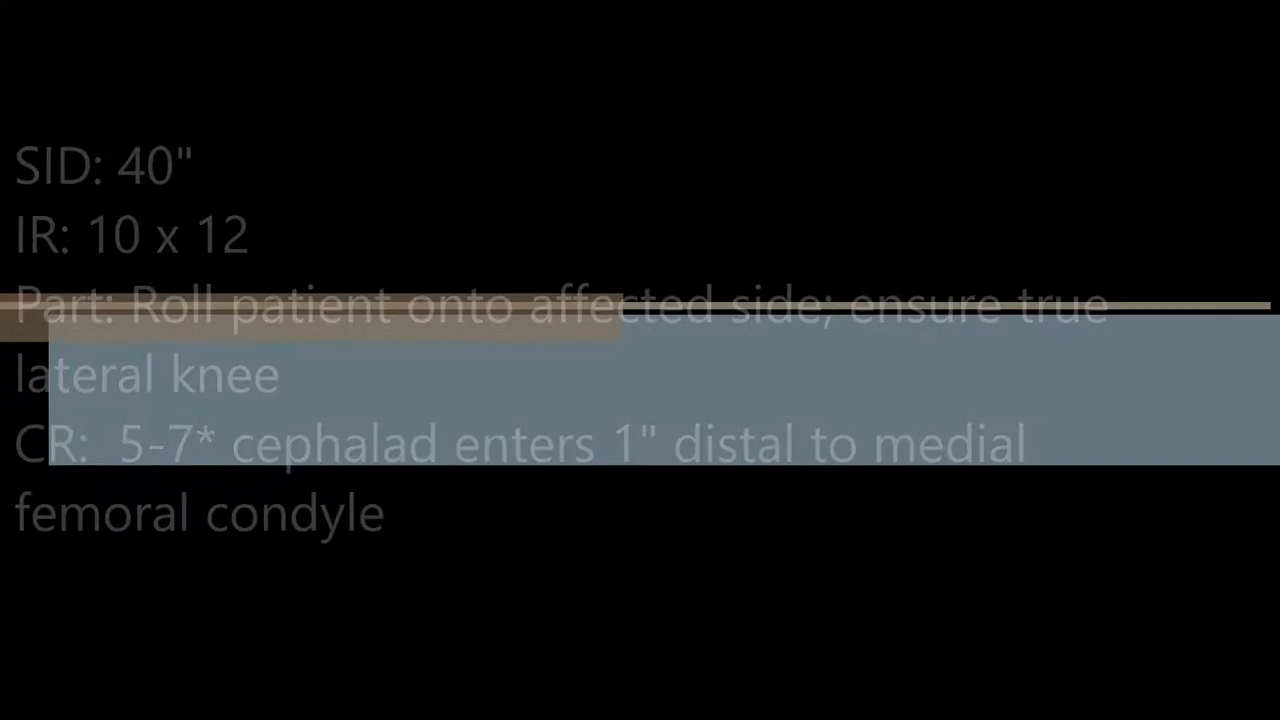 SID: 40"
IR: 10 x 12
Part: Roll patient onto affected side; ensure true
lateral knee
CR:  5-7* cephalad enters 1" distal to medial
femoral condyle